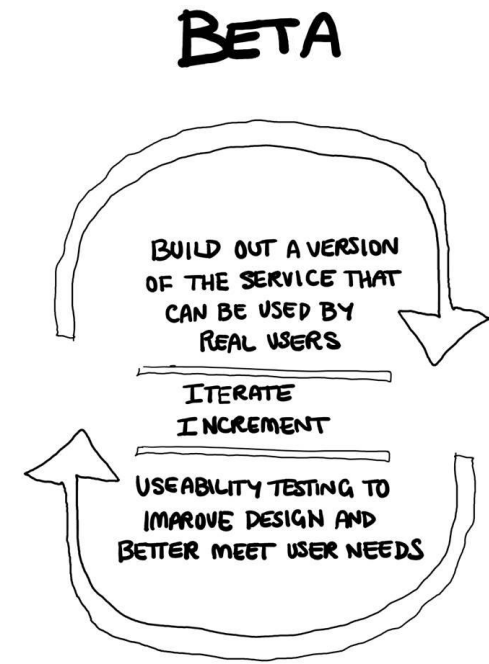 BETA
BUILD OUT A VERSION
OF THE SERVICE THAT
CAN BE USED BY
REAL USERS
ITERATE
INCREMENT
USEABILITY TESTING TO
IMPROVE DESIGN AND
BETTER MEET USER NEEDS